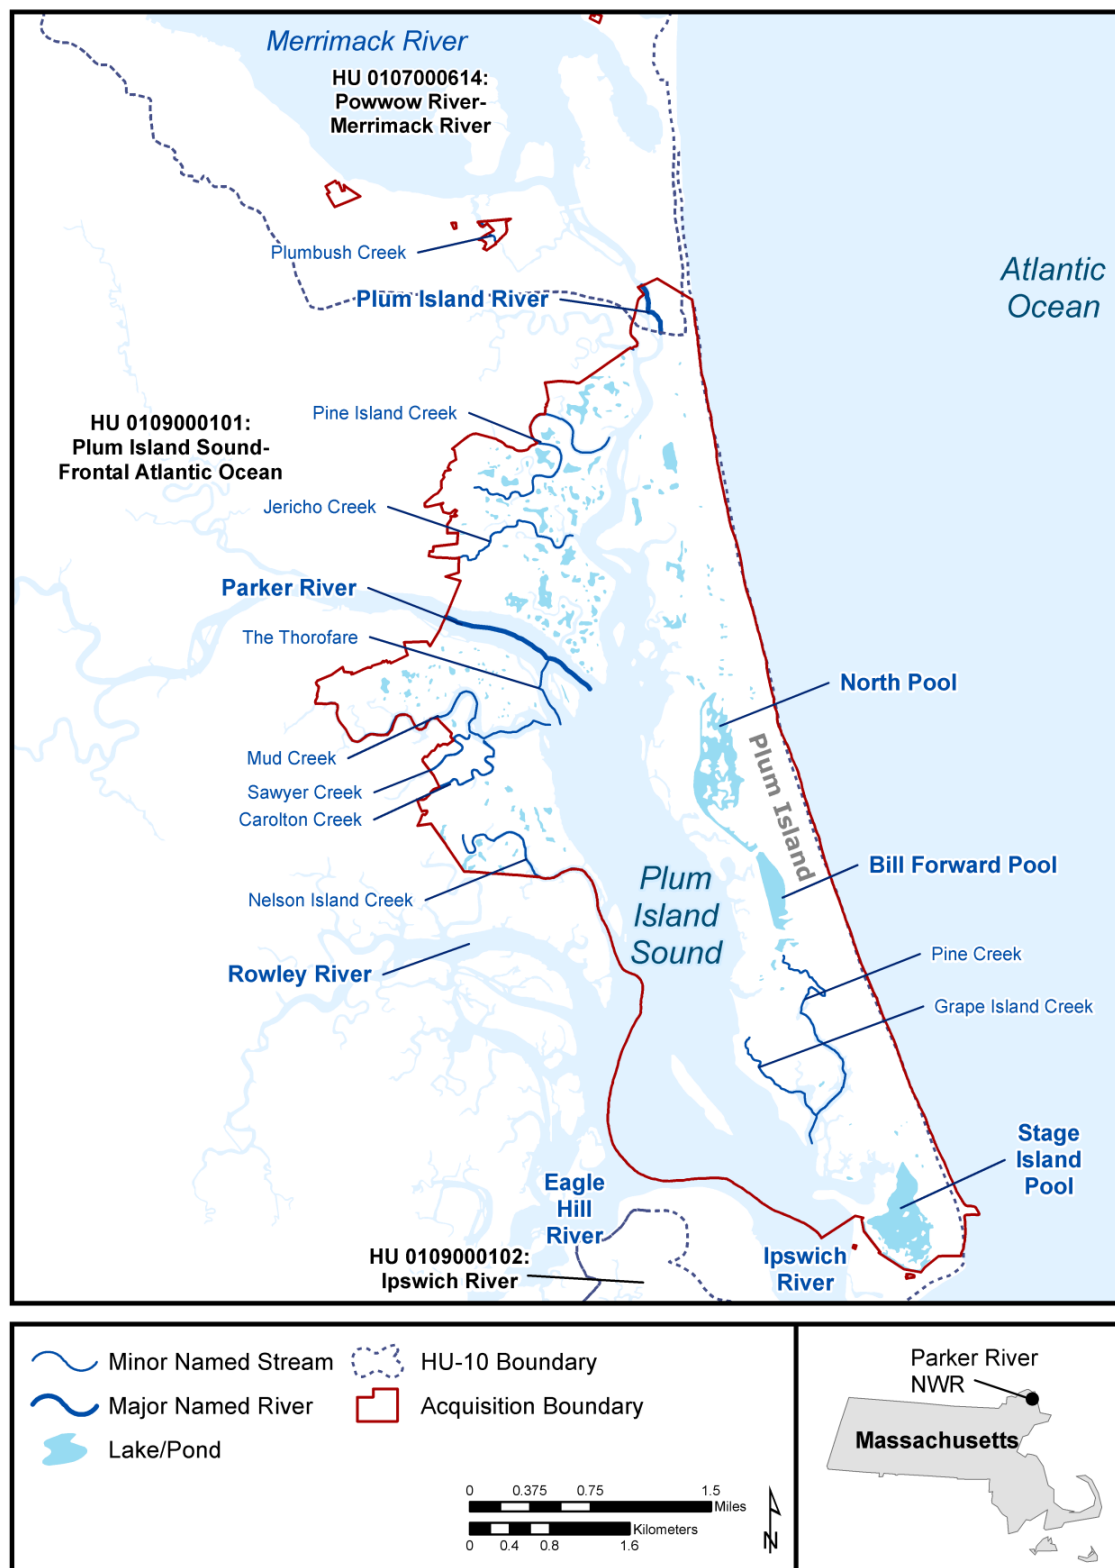 Merrimack River
HU 0107000614:
Powwow River-
Merrimack River
Plumbush Creek
Atlantic
Ocean
Plum Island River
Pine Island Creek
HU 0109000101:
Plum Island Sound-
Frontal Atlantic Ocean
Jericho Creek
Parker River
The Thorofare
North Pool
Plum Island
Mud Creek
Sawyer Creek
Carolton Creek
Bill Forward Pool
Plum
Island
Sound
Nelson Island Creek
Rowley River
Pine Creek
Grape Island Creek
Stage
Island
Pool
Eagle
Hill
River
HU 0109000102:
Ipswich River
Ipswich
River
Minor Named Stream
HU-10 Boundary
Major Named River
Acquisition Boundary
Lake/Pond
0 0.375 0.75 1.5
Miles
Kilometers
0 0.4 0.8 1.6
N
Parker River
NWR
Massachusetts